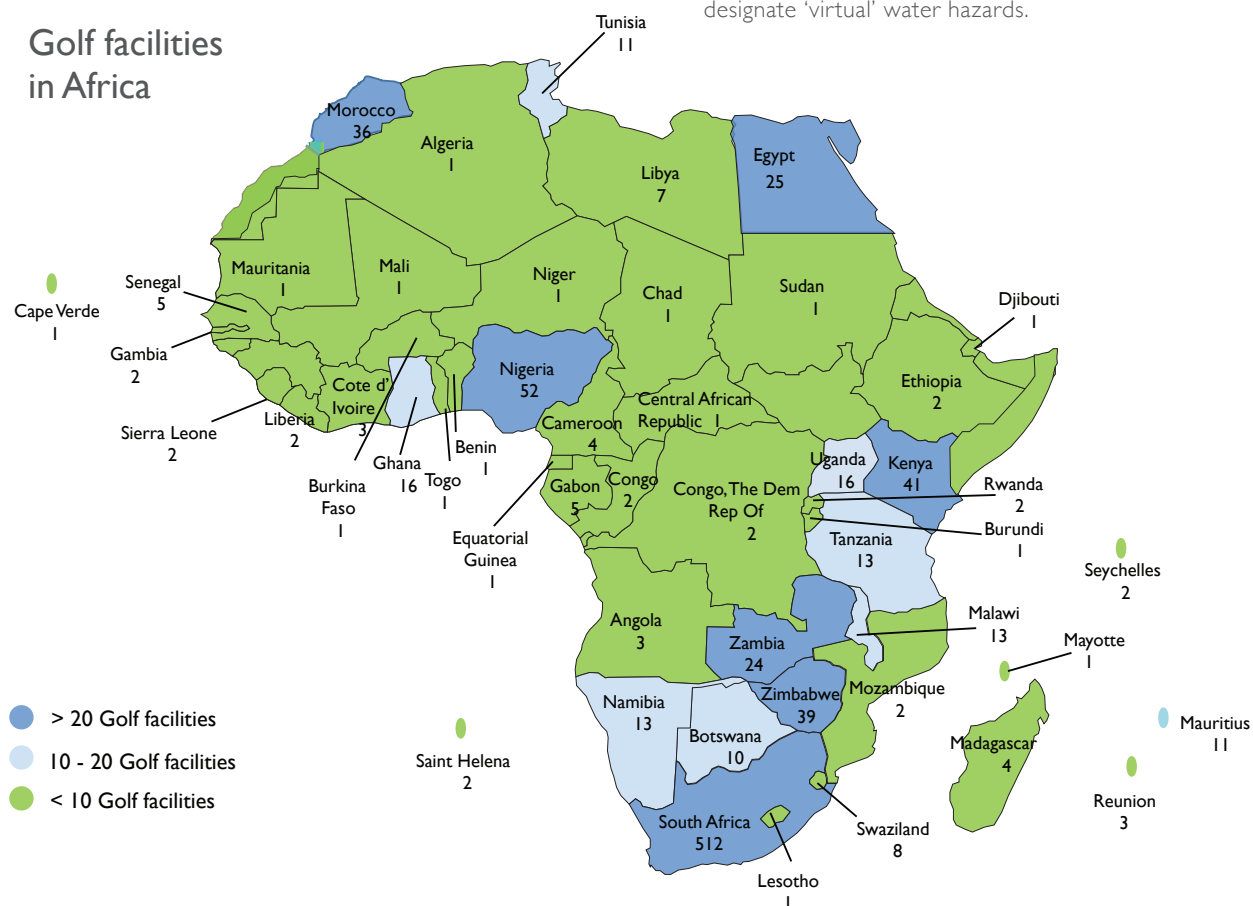 designate ‘virtual’ water hazards.
Golf facilities
in Africa
Tunisia
11
Morocco
36
Algeria
1
Libya
7
Egypt
25
Mauritania
1
Mali
1
Niger
1
Chad
1
Sudan
1
Djibouti
1
Senegal
5
Cape Verde
1
Gambia
2
Nigeria
52
Ethiopia
2
Cote d’
Ivoire
3
Central African
Republic 1
Sierra Leone
2
Liberia
2
Cameroon
4
Burkina
Faso
1
Ghana
16
Togo
1
Benin
1
Uganda
16
Kenya
41
Gabon
5
Congo
2
Congo, The Dem
Rep Of
2
Rwanda
2
Burundi
1
Equatorial
Guinea
1
Tanzania
13
Seychelles
2
Angola
3
Malawi
13
Zambia
24
Mayotte
1
Namibia
13
Zimbabwe
39
Mozambique
2
Botswana
10
Madagascar
4
Mauritius
11
Saint Helena
2
Reunion
3
South Africa
512
Swaziland
8
Lesotho
1
> 20 Golf facilities
10 - 20 Golf facilities
< 10 Golf facilities